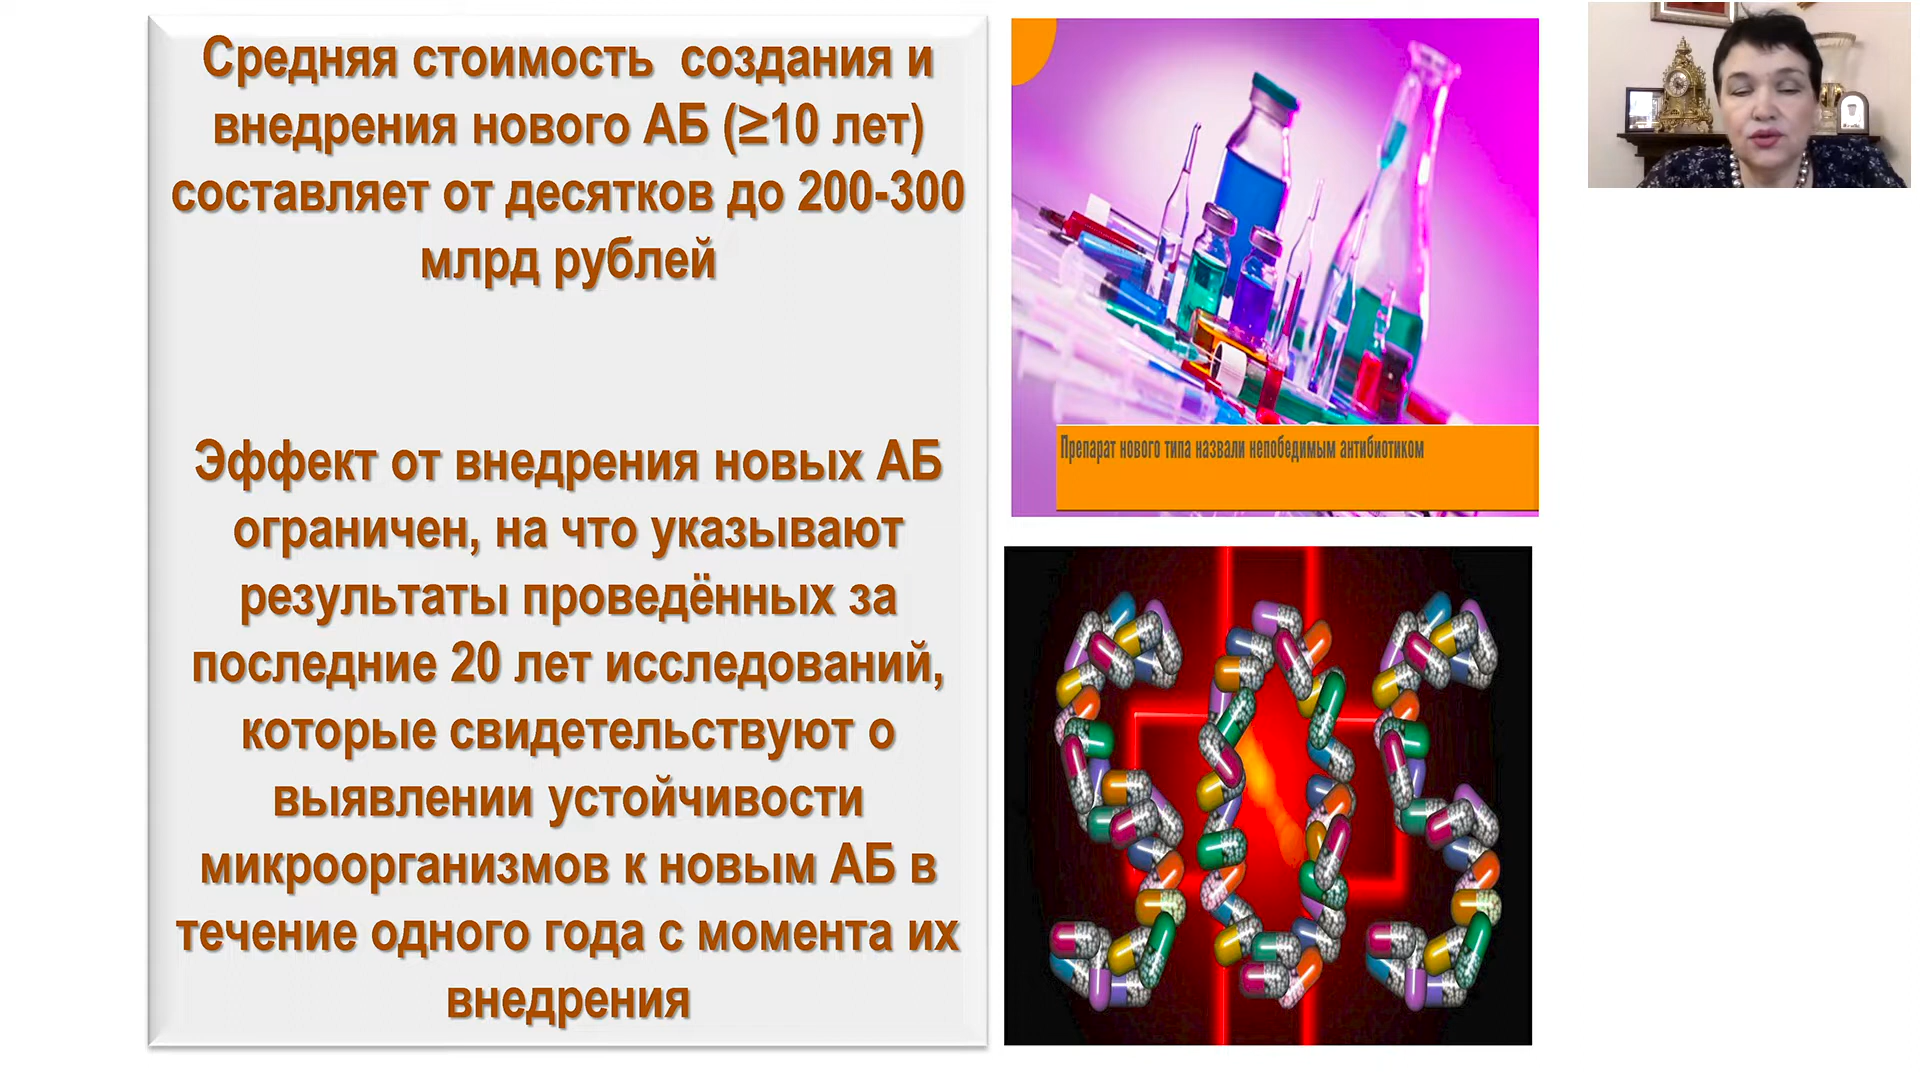 Средняя стоимость создания и
внедрения нового АБ (≥10 лет)
составляет от десятков до 200-300
млрд рублей
Эффект от внедрения новых АБ
ограничен, на что указывают
результаты проведённых за
последние 20 лет исследований,
которые свидетельствуют о
выявлении устойчивости
микроорганизмов к новым АБ в
течение одного года с момента их
внедрения
Препарат нового типа назвали непобедимым антибиотиком
SOS